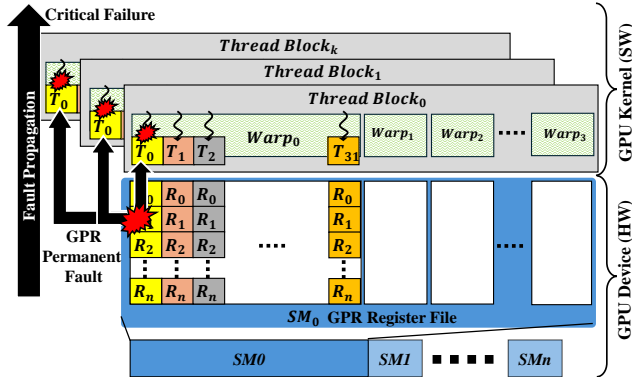 Critical Failure
Thread Block_k
Thread Block_1
Thread Block_0
T_0
T_0
T_0 T_1 T_2 Warp_0 T_31 Warp_1 Warp_2 Warp_3
GPU Kernel (SW)
Fault Propagation
GPR
Permanent
Fault
R_0 R_0 R_0
R_1 R_1 R_1
R_2 R_2 R_2 R_2
R_n R_n R_n R_n
SM_0 GPR Register File
GPU Device (HW)
SM0 SM1 SMn